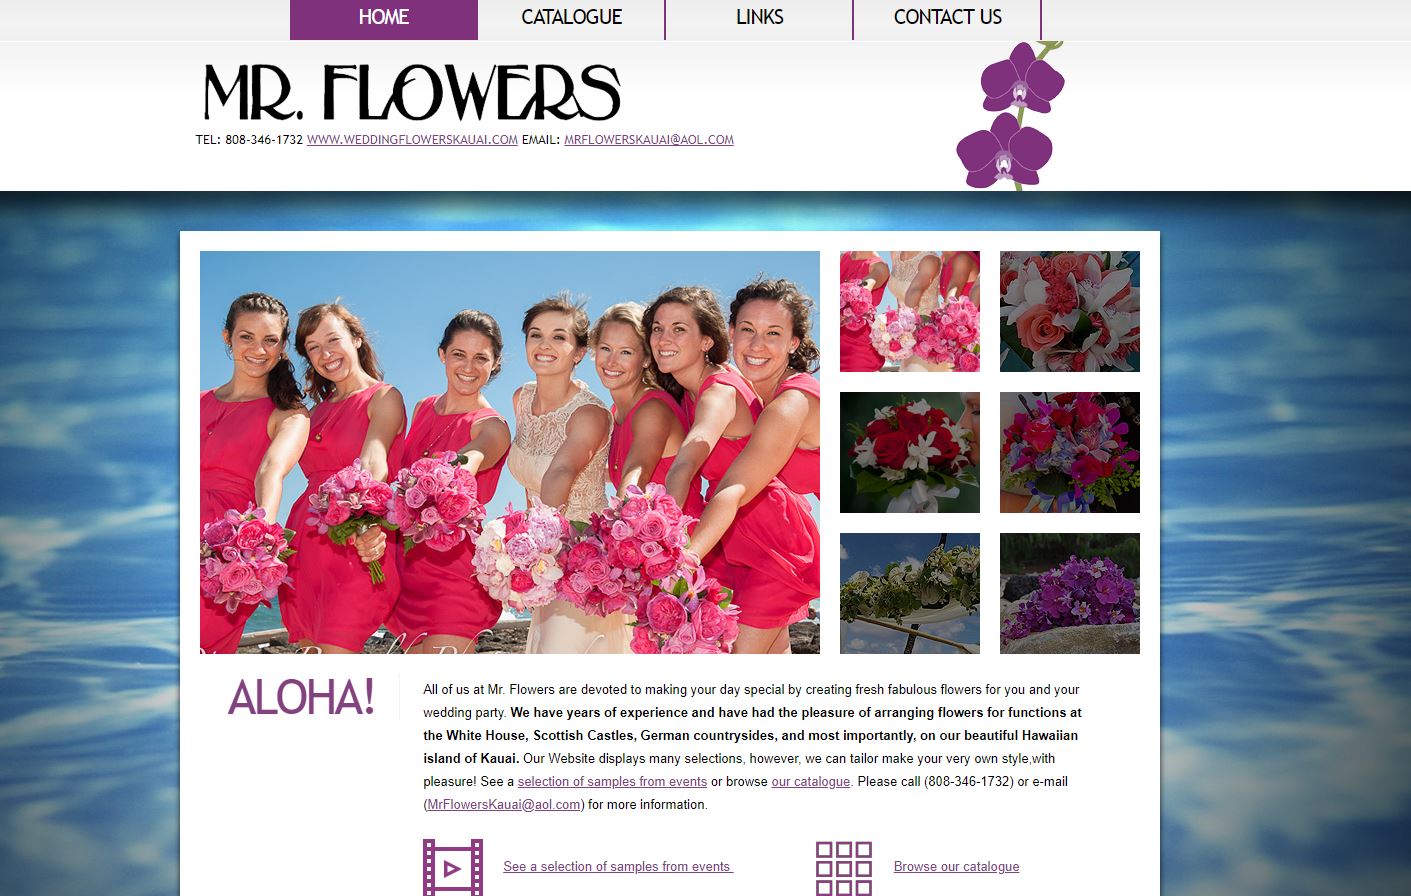 HOME CATALOGUE LINKS CONTACT US
MR. FLOWERS
TEL: 808-346-1732 WWW.WEDDINGFLOWERSKAUAI.COM EMAIL: MRFLOWERSKAUAI@AOL.COM
ALOHA!
All of us at Mr. Flowers are devoted to making your day special by creating fresh fabulous flowers for you and your
wedding party. We have years of experience and have had the pleasure of arranging flowers for functions at
the White House, Scottish Castles, German countrysides, and most importantly, on our beautiful Hawaiian
island of Kauai. Our Website displays many selections, however, we can tailor make your very own style,with
pleasure! See a selection of samples from events or browse our catalogue. Please call (808-346-1732) or e-mail
(MrFlowersKauai@aol.com) for more information.
See a selection of samples from events
Browse our catalogue